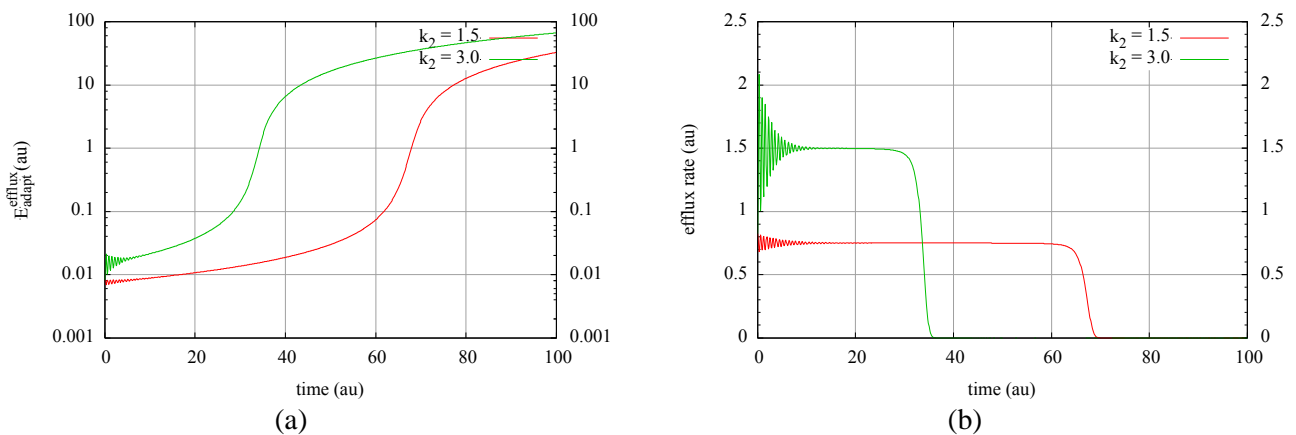 100 100
k2 = 1.5
k2 = 3.0
10 10
1 1
0.1 0.1
0.01 0.01
0.001 0.001
E efflux adapt (au)
0 20 40 60 80 100
time (au)
(a)
2.5 2.5
k2 = 1.5
k2 = 3.0
2 2
1.5 1.5
1 1
0.5 0.5
0 0
efflux rate (au)
0 20 40 60 80 100
time (au)
(b)